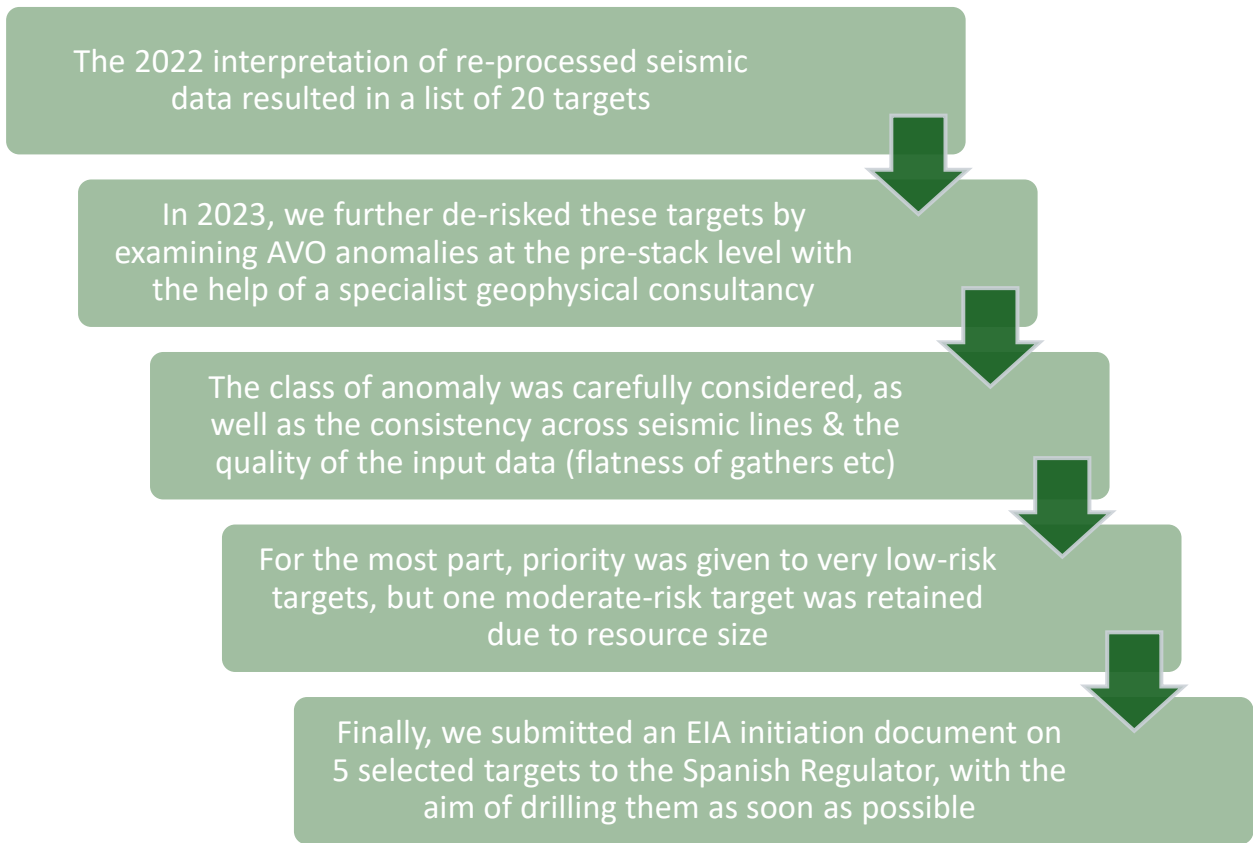 The 2022 interpretation of re-processed seismic
data resulted in a list of 20 targets
In 2023, we further de-risked these targets by
examining AVO anomalies at the pre-stack level with
the help of a specialist geophysical consultancy
The class of anomaly was carefully considered, as
well as the consistency across seismic lines & the
quality of the input data (flatness of gathers etc)
For the most part, priority was given to very low-risk
targets, but one moderate-risk target was retained
due to resource size
Finally, we submitted an EIA initiation document on
5 selected targets to the Spanish Regulator, with the
aim of drilling them as soon as possible